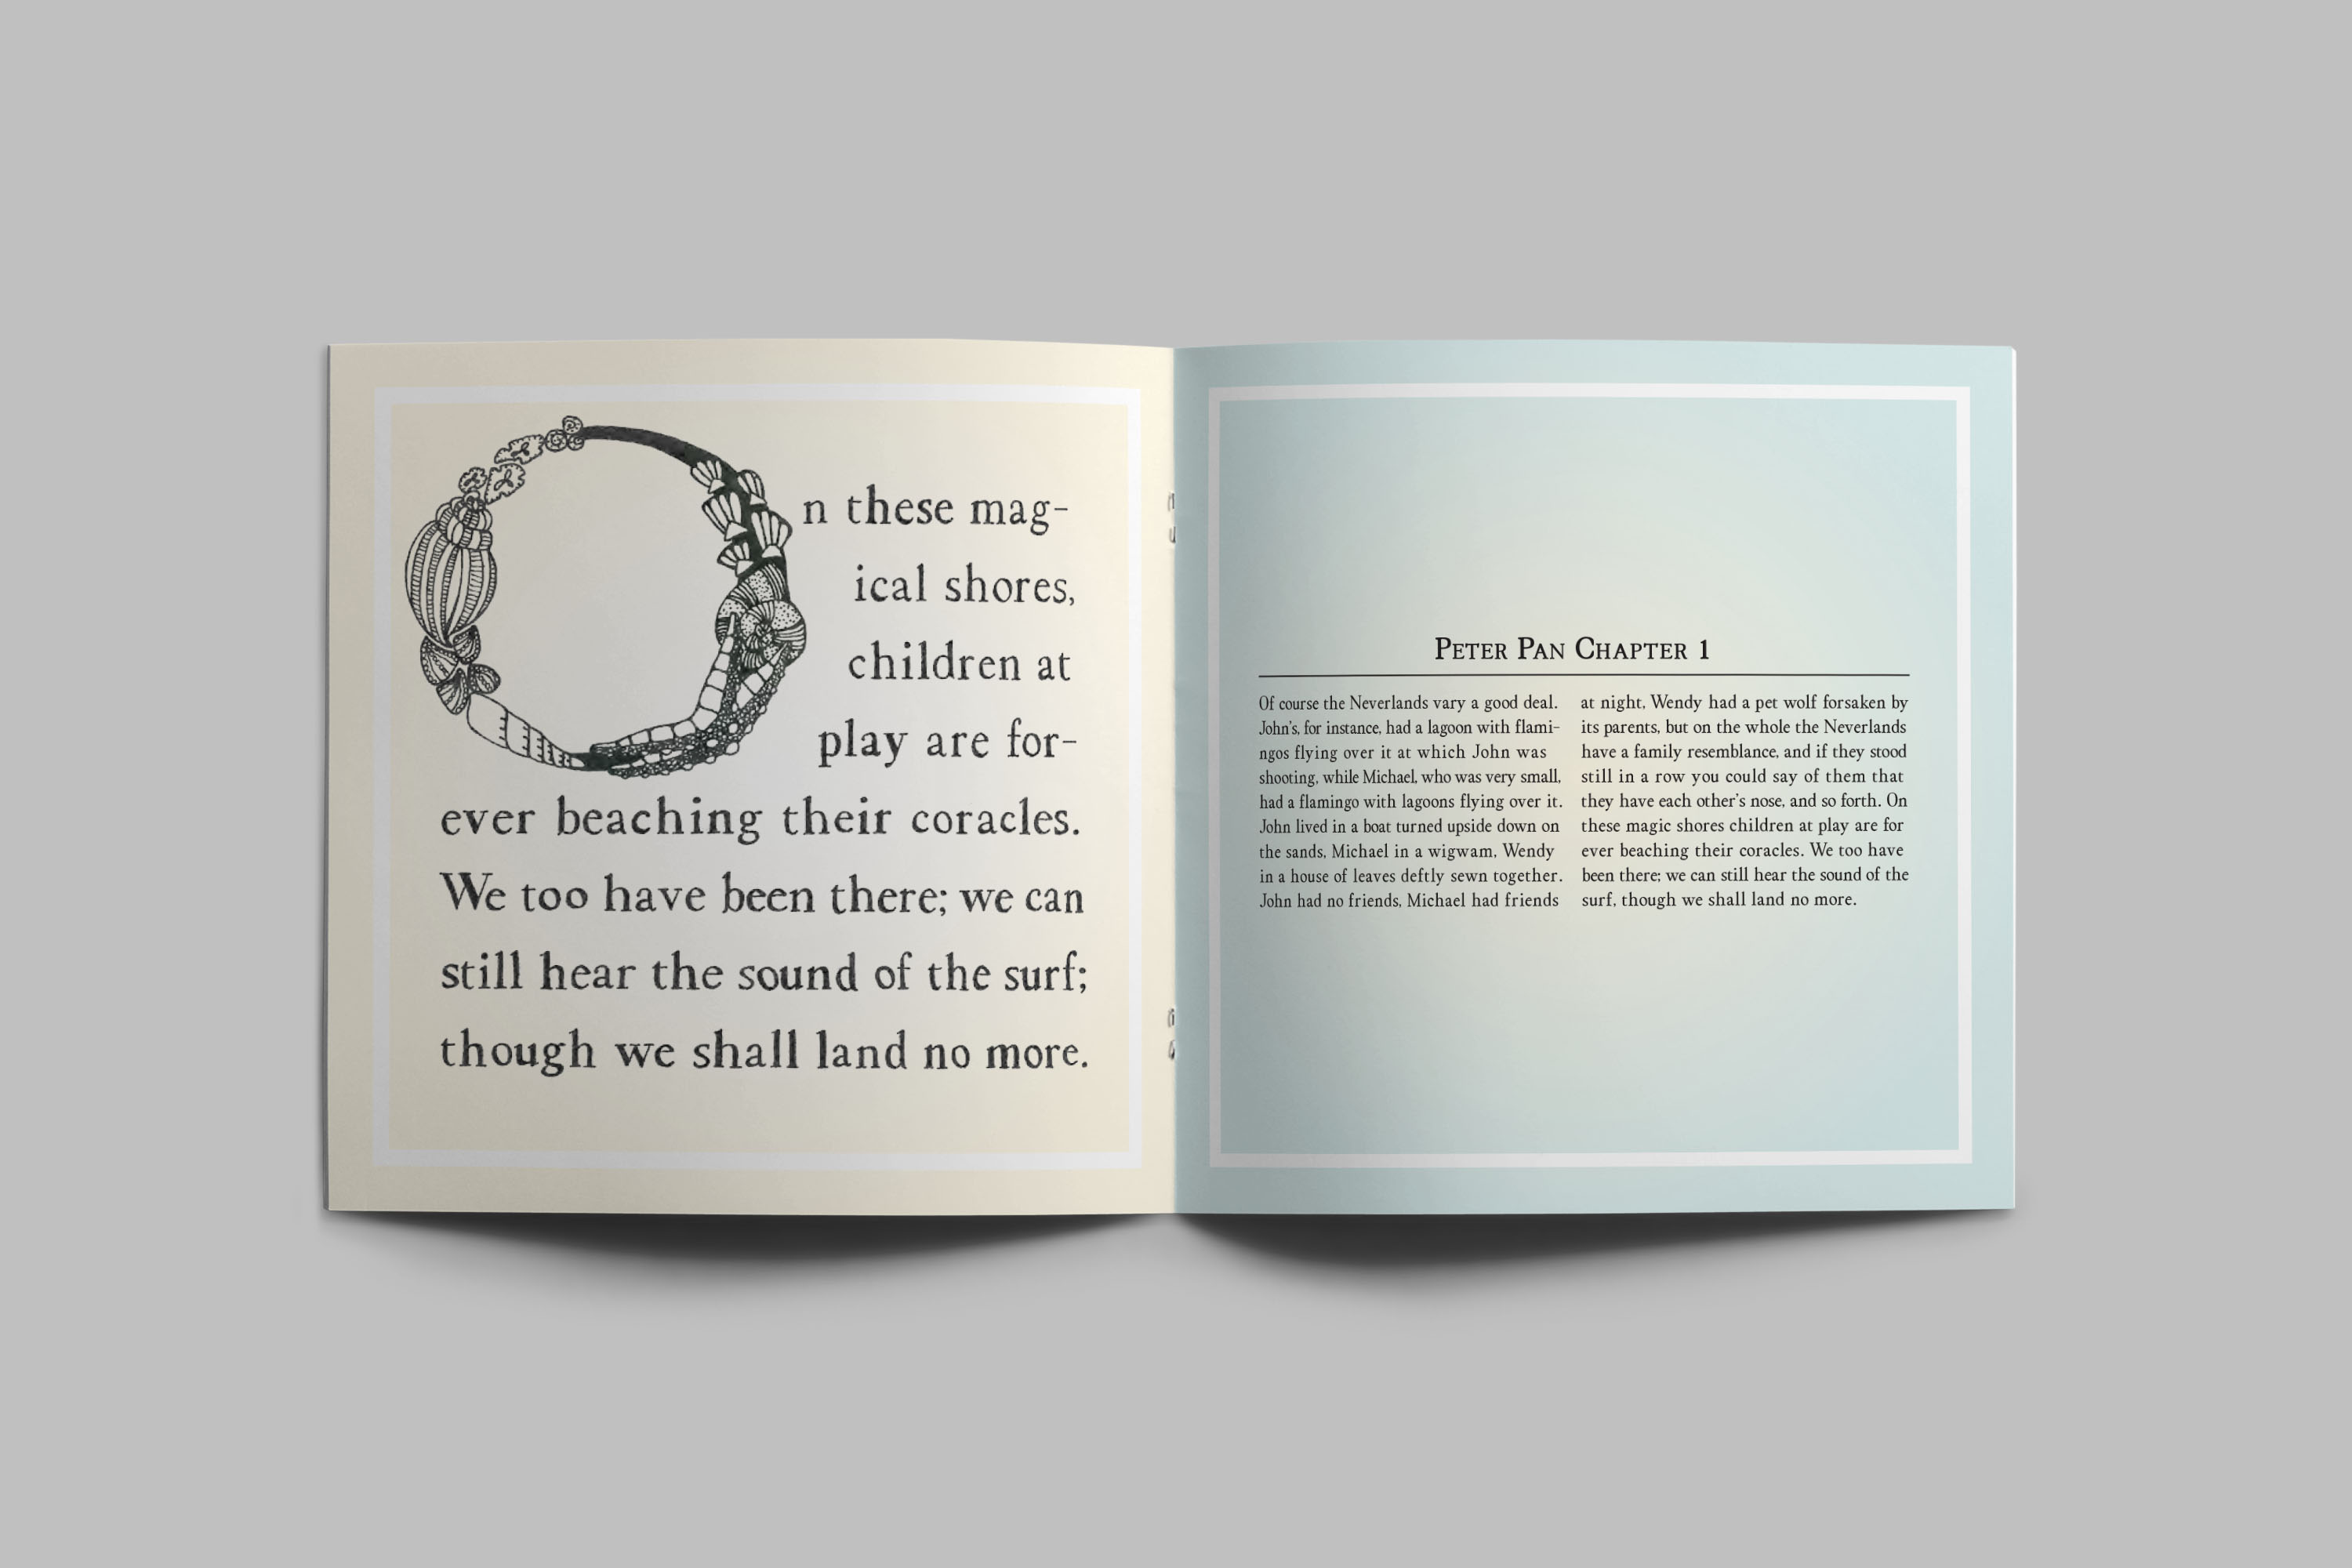 On these mag-
ical shores,
children at
play are for-
ever beaching their coracles.
We too have been there; we can
still hear the sound of the surf;
though we shall land no more.
Peter Pan Chapter 1
Of course the Neverlands vary a good deal.
John's, for instance, had a lagoon with flami-
ngos flying over it at which John was
shooting, while Michael, who was very small,
had a flamingo with lagoons flying over it.
John lived in a boat turned upside down on
the sands, Michael in a wigwam, Wendy
in a house of leaves deftly sewn together.
John had no friends, Michael had friends
at night, Wendy had a pet wolf forsaken by
its parents, but on the whole the Neverlands
have a family resemblance, and if they stood
still in a row you could say of them that
they have each other's nose, and so forth. On
these magic shores children at play are for
ever beaching their coracles. We too have
been there; we can still hear the sound of the
surf, though we shall land no more.